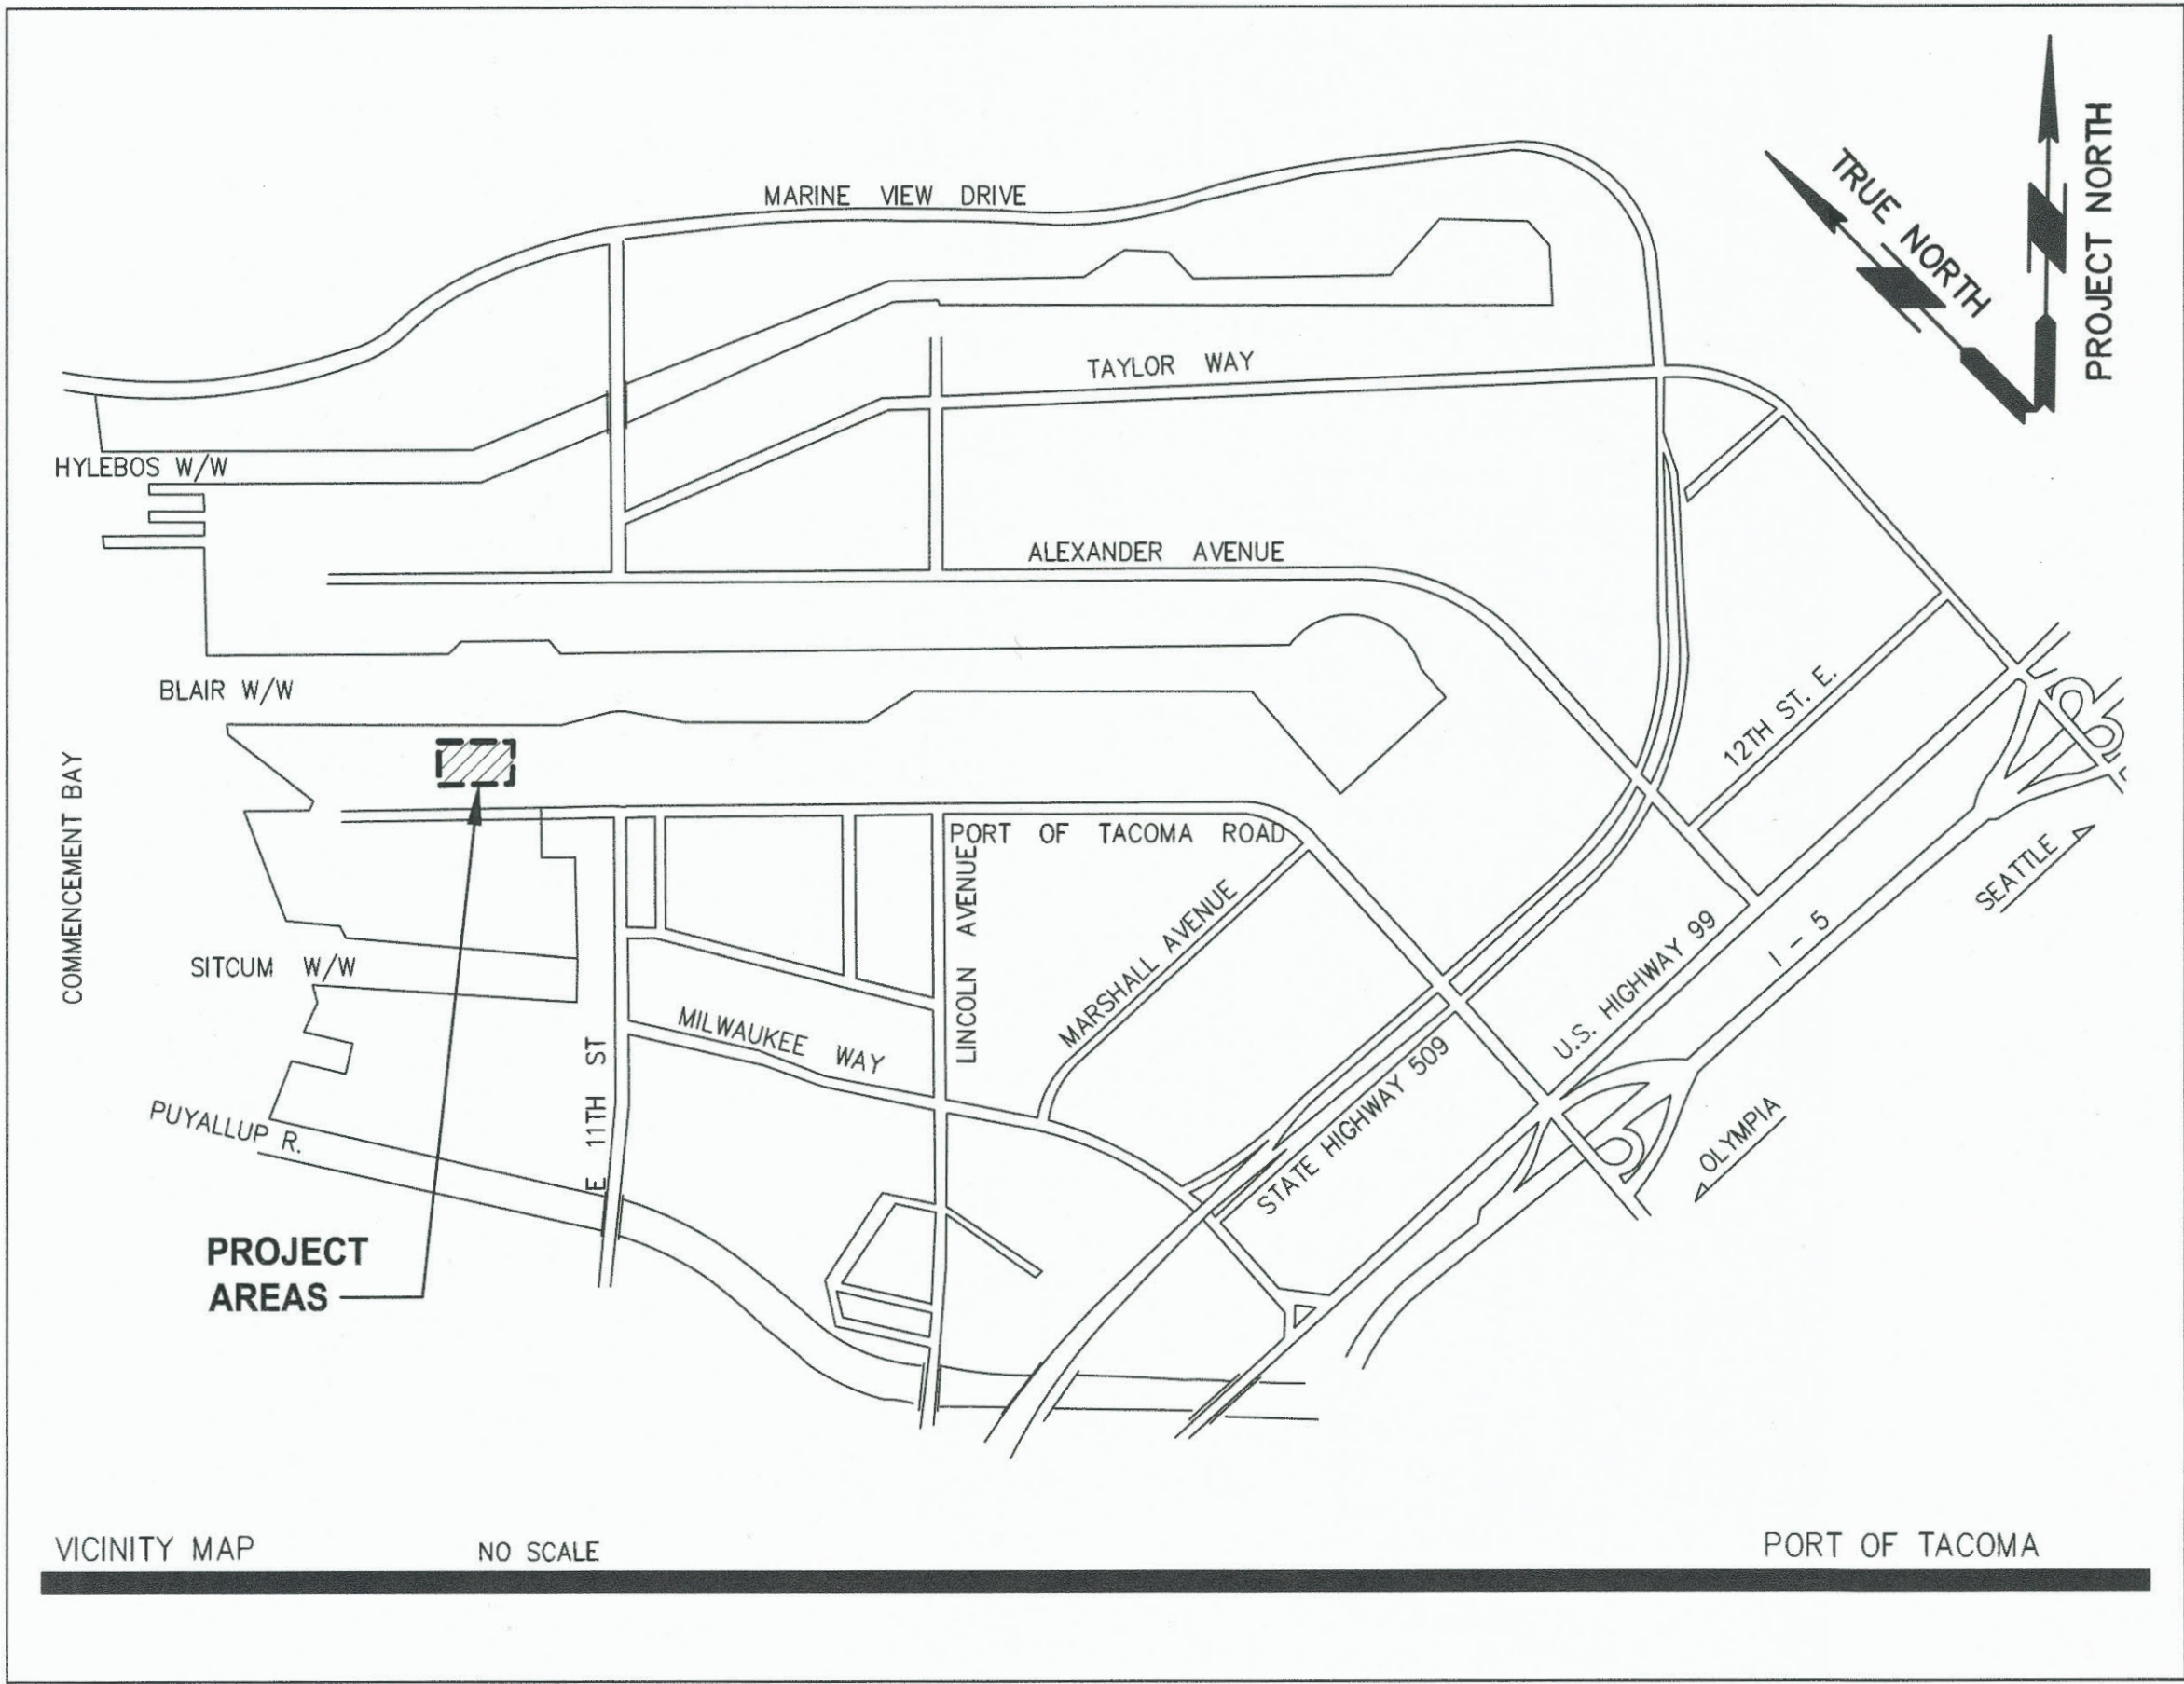 MARINE VIEW DRIVE
TRUE NORTH
PROJECT NORTH
TAYLOR WAY
HYLEBOS W/W
ALEXANDER AVENUE
BLAIR W/W
12TH ST. E.
COMMENCEMENT BAY
PORT OF TACOMA ROAD
LINCOLN AVENUE
MARSHALL AVENUE
SEATTLE
U.S. HIGHWAY 99
I - 5
SITCUM W/W
MILWAUKEE WAY
E 11TH ST
STATE HIGHWAY 509
PUYALLUP R.
OLYMPIA
PROJECT
AREAS
VICINITY MAP
NO SCALE
PORT OF TACOMA